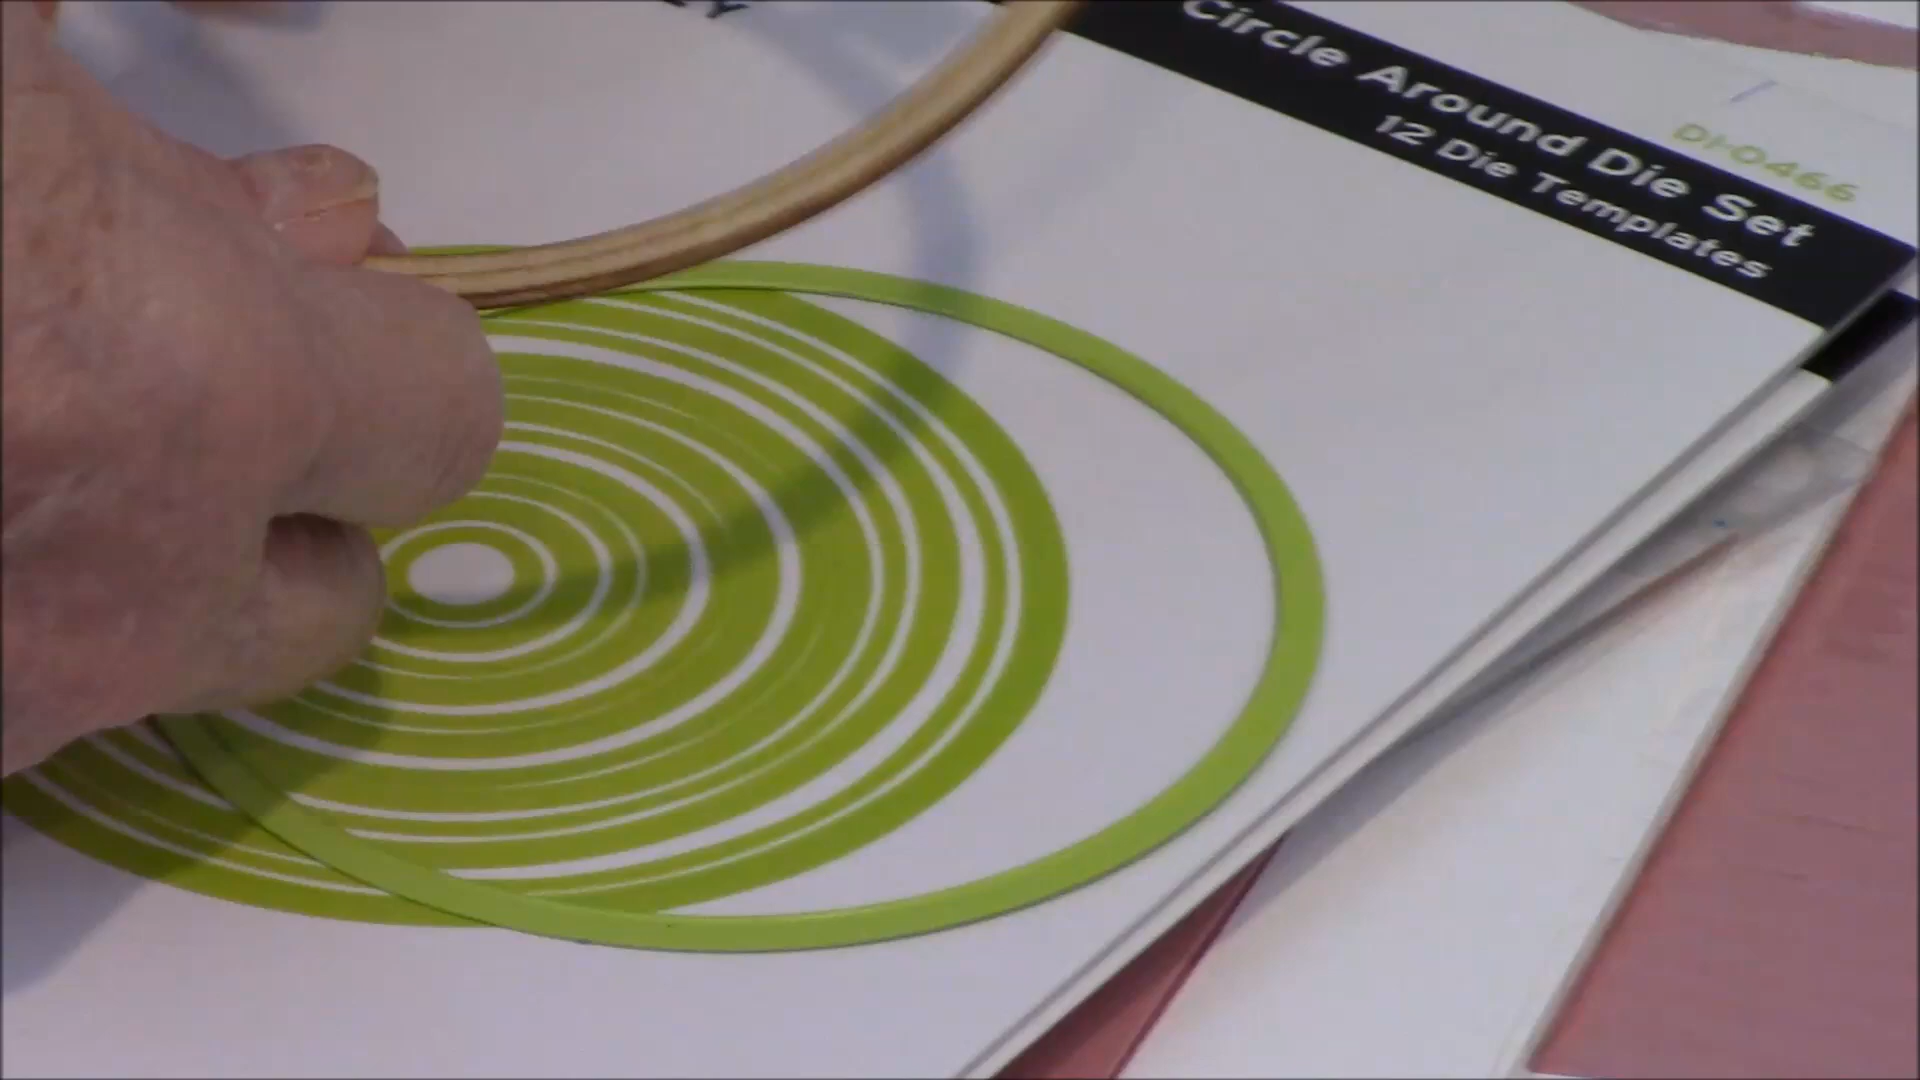 Circle Around Die Set
12 Die Templates
DI-0466